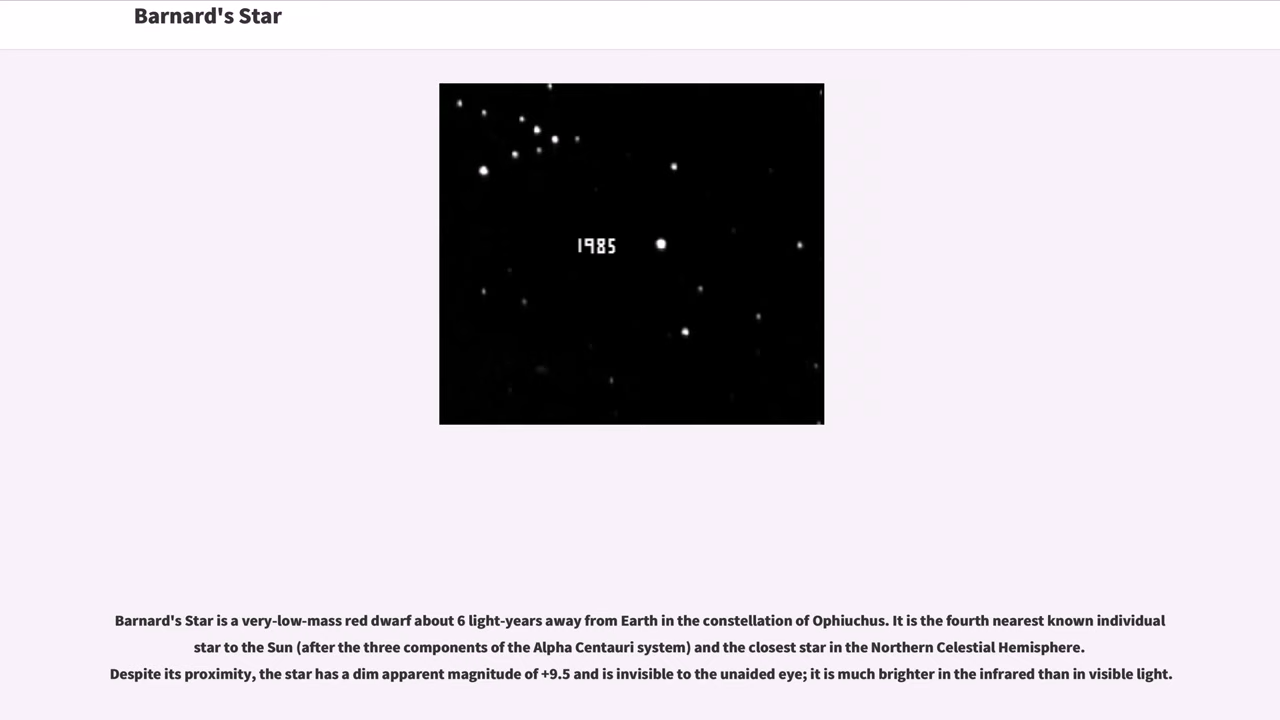 Barnard's Star
1985
Barnard's Star is a very-low-mass red dwarf about 6 light-years away from Earth in the constellation of Ophiuchus. It is the fourth nearest known individual
star to the Sun (after the three components of the Alpha Centauri system) and the closest star in the Northern Celestial Hemisphere.
Despite its proximity, the star has a dim apparent magnitude of +9.5 and is invisible to the unaided eye; it is much brighter in the infrared than in visible light.